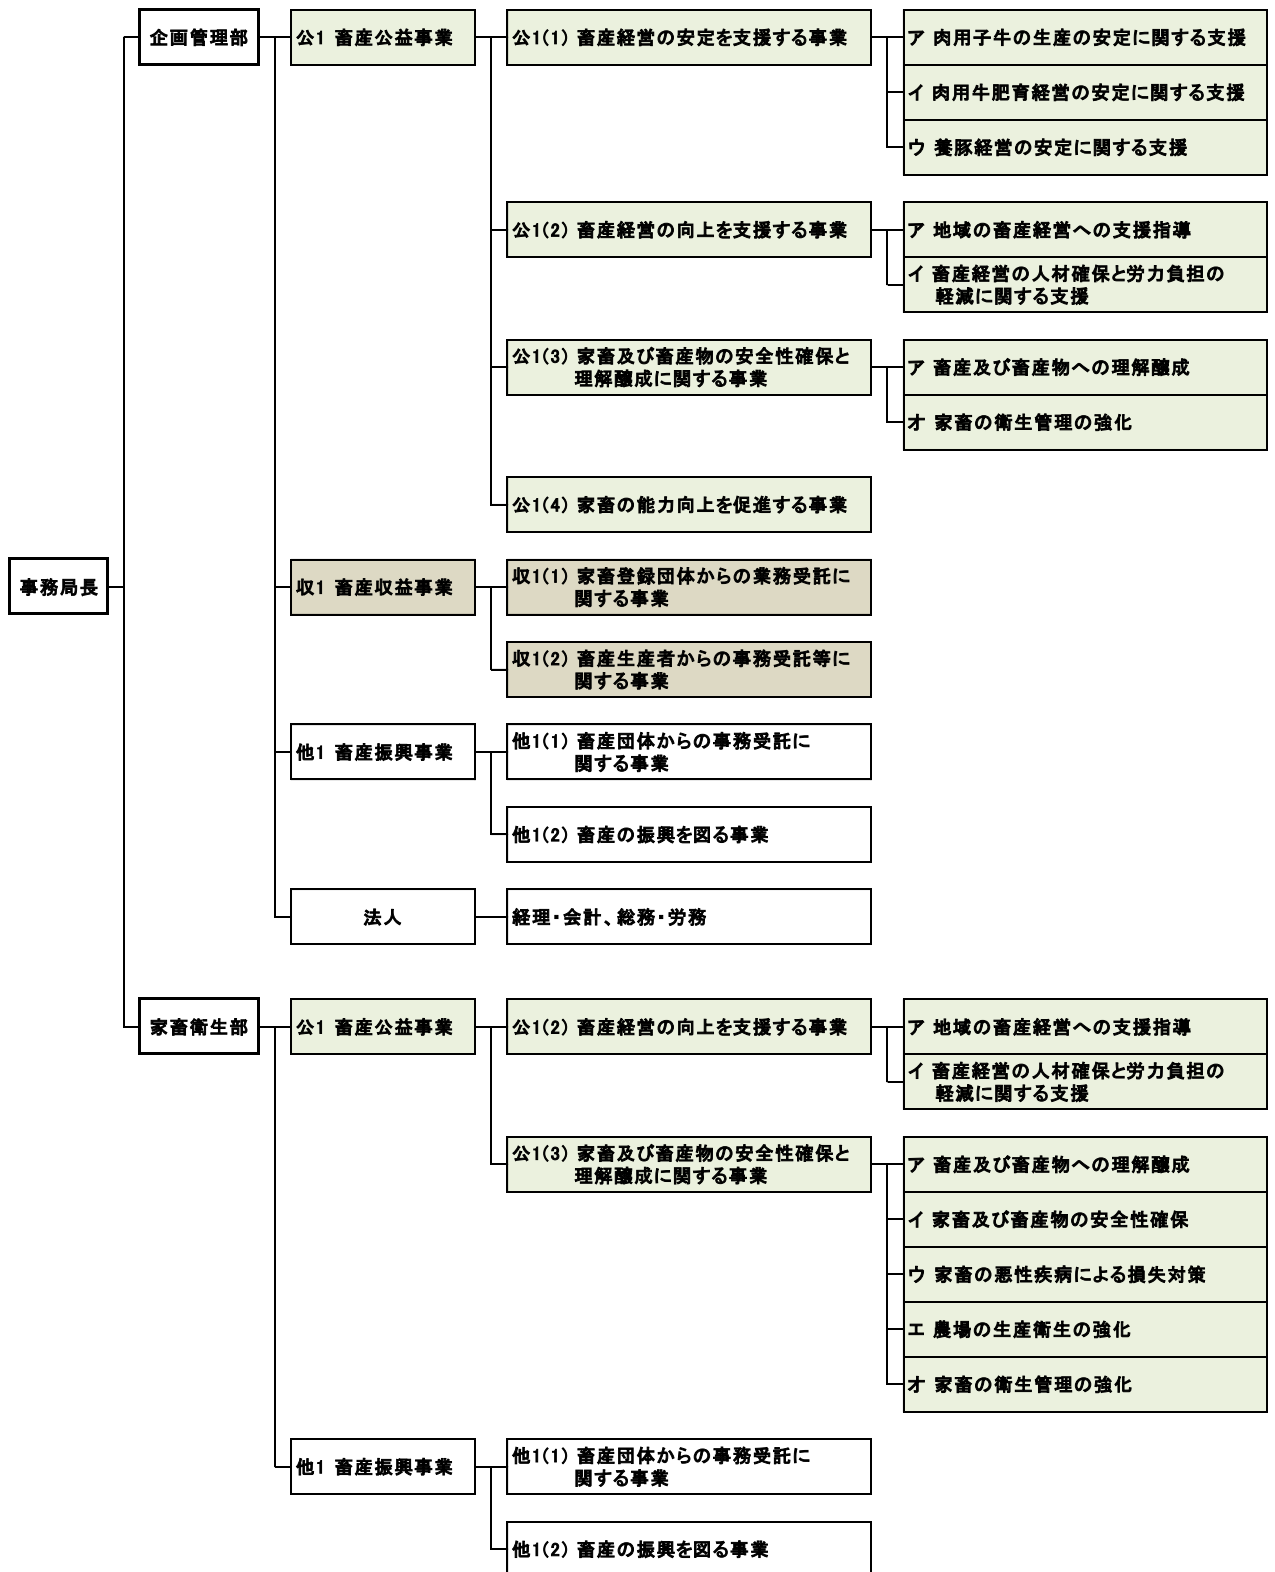 企画管理部
公1 畜産公益事業
公1(1) 畜産経営の安定を支援する事業
ア 肉用子牛の生産の安定に関する支援
イ 肉用牛肥育経営の安定に関する支援
ウ 養豚経営の安定に関する支援
公1(2) 畜産経営の向上を支援する事業
ア 地域の畜産経営への支援指導
イ 畜産経営の人材確保と労力負担の
軽減に関する支援
公1(3) 家畜及び畜産物の安全性確保と
理解醸成に関する事業
ア 畜産及び畜産物への理解醸成
オ 家畜の衛生管理の強化
公1(4) 家畜の能力向上を促進する事業
事務局長
収1 畜産収益事業
収1(1) 家畜登録団体からの業務受託に
関する事業
収1(2) 畜産生産者からの事務受託等に
関する事業
他1 畜産振興事業
他1(1) 畜産団体からの事務受託に
関する事業
他1(2) 畜産の振興を図る事業
法人
経理・会計、総務・労務
家畜衛生部
公1 畜産公益事業
公1(2) 畜産経営の向上を支援する事業
ア 地域の畜産経営への支援指導
イ 畜産経営の人材確保と労力負担の
軽減に関する支援
公1(3) 家畜及び畜産物の安全性確保と
理解醸成に関する事業
ア 畜産及び畜産物への理解醸成
イ 家畜及び畜産物の安全性確保
ウ 家畜の悪性疾病による損失対策
エ 農場の生産衛生の強化
オ 家畜の衛生管理の強化
他1 畜産振興事業
他1(1) 畜産団体からの事務受託に
関する事業
他1(2) 畜産の振興を図る事業